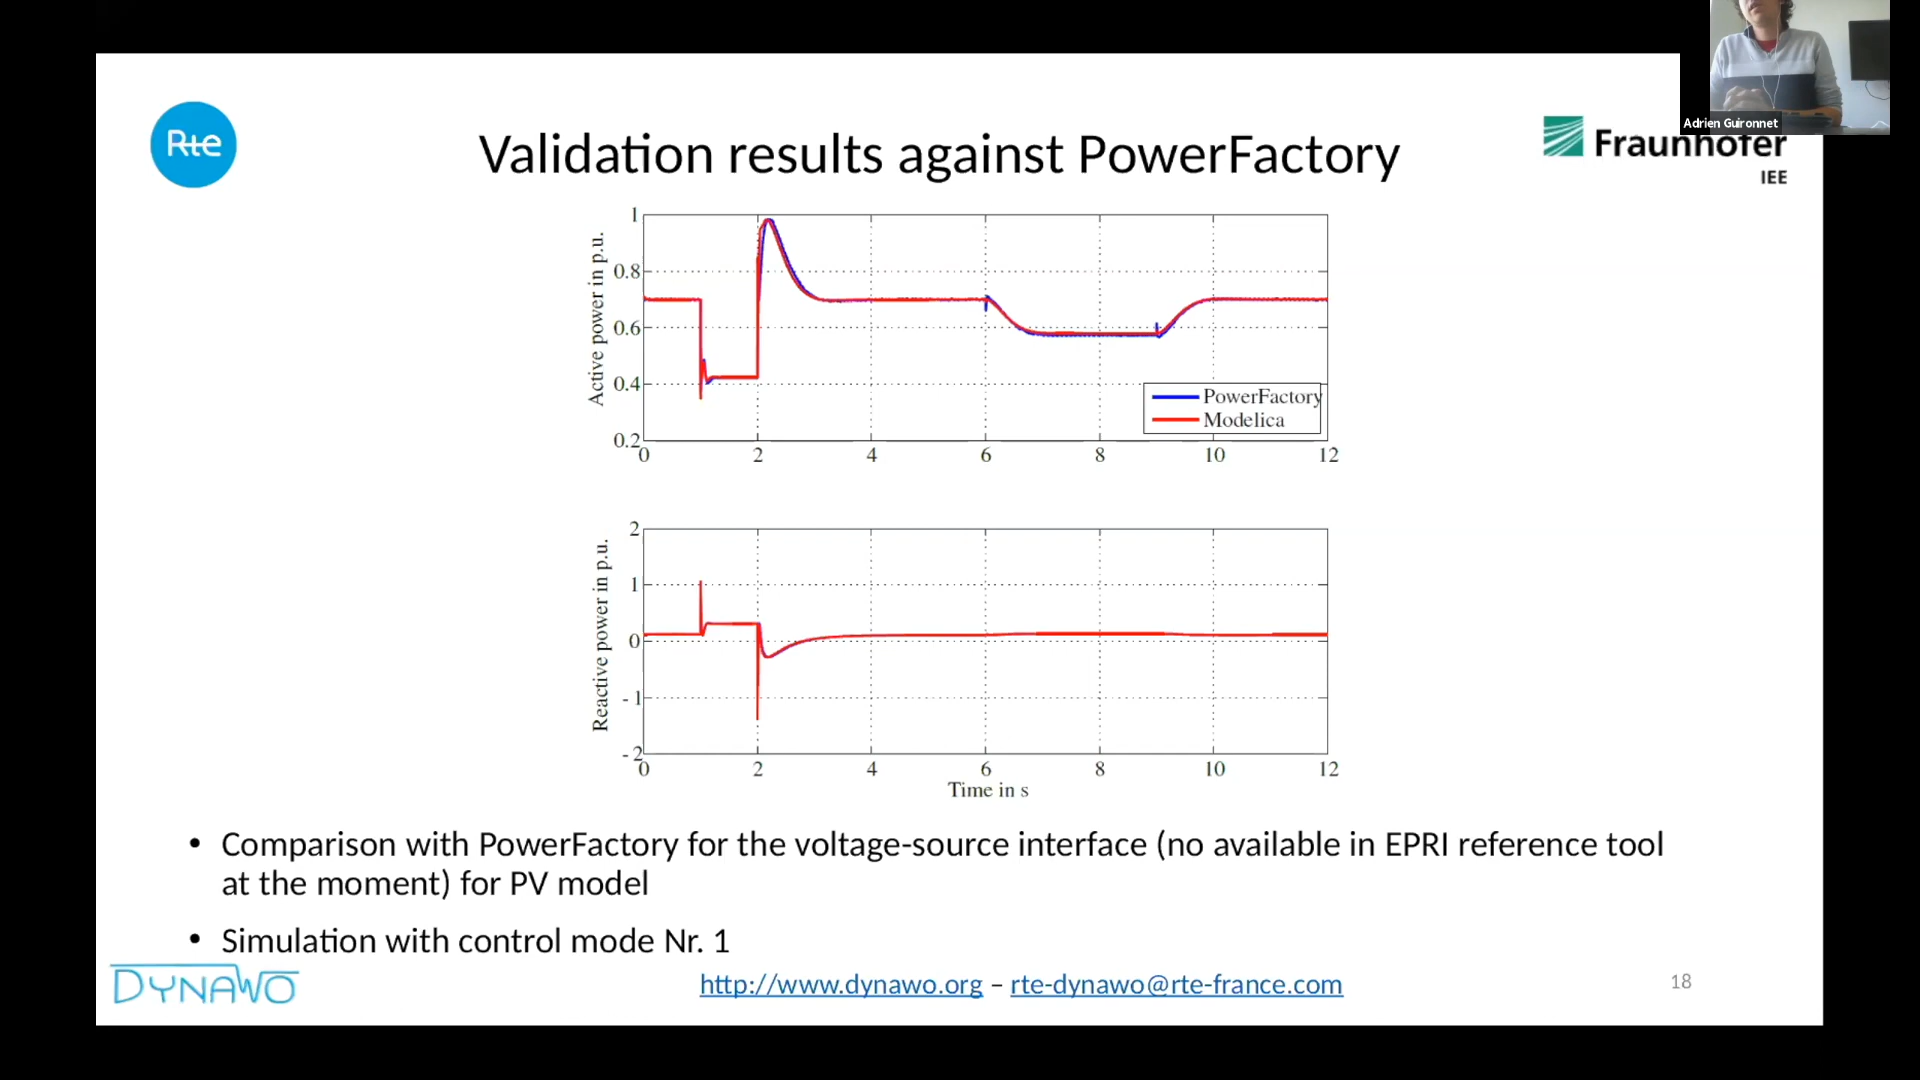 Adrien Guironnet
Rte
Validation results against PowerFactory
Fraunhofer
IEE
Active power in p.u.
1
0.8
0.6
0.4
0.2
PowerFactory
Modelica
0 2 4 6 8 10 12
Reactive power in p.u.
2
1
0
- 1
- 2
0 2 4 6 8 10 12
Time in s
• Comparison with PowerFactory for the voltage-source interface (no available in EPRI reference tool
at the moment) for PV model
• Simulation with control mode Nr. 1
DYNAWO
http://www.dynawo.org – rte-dynawo@rte-france.com
18